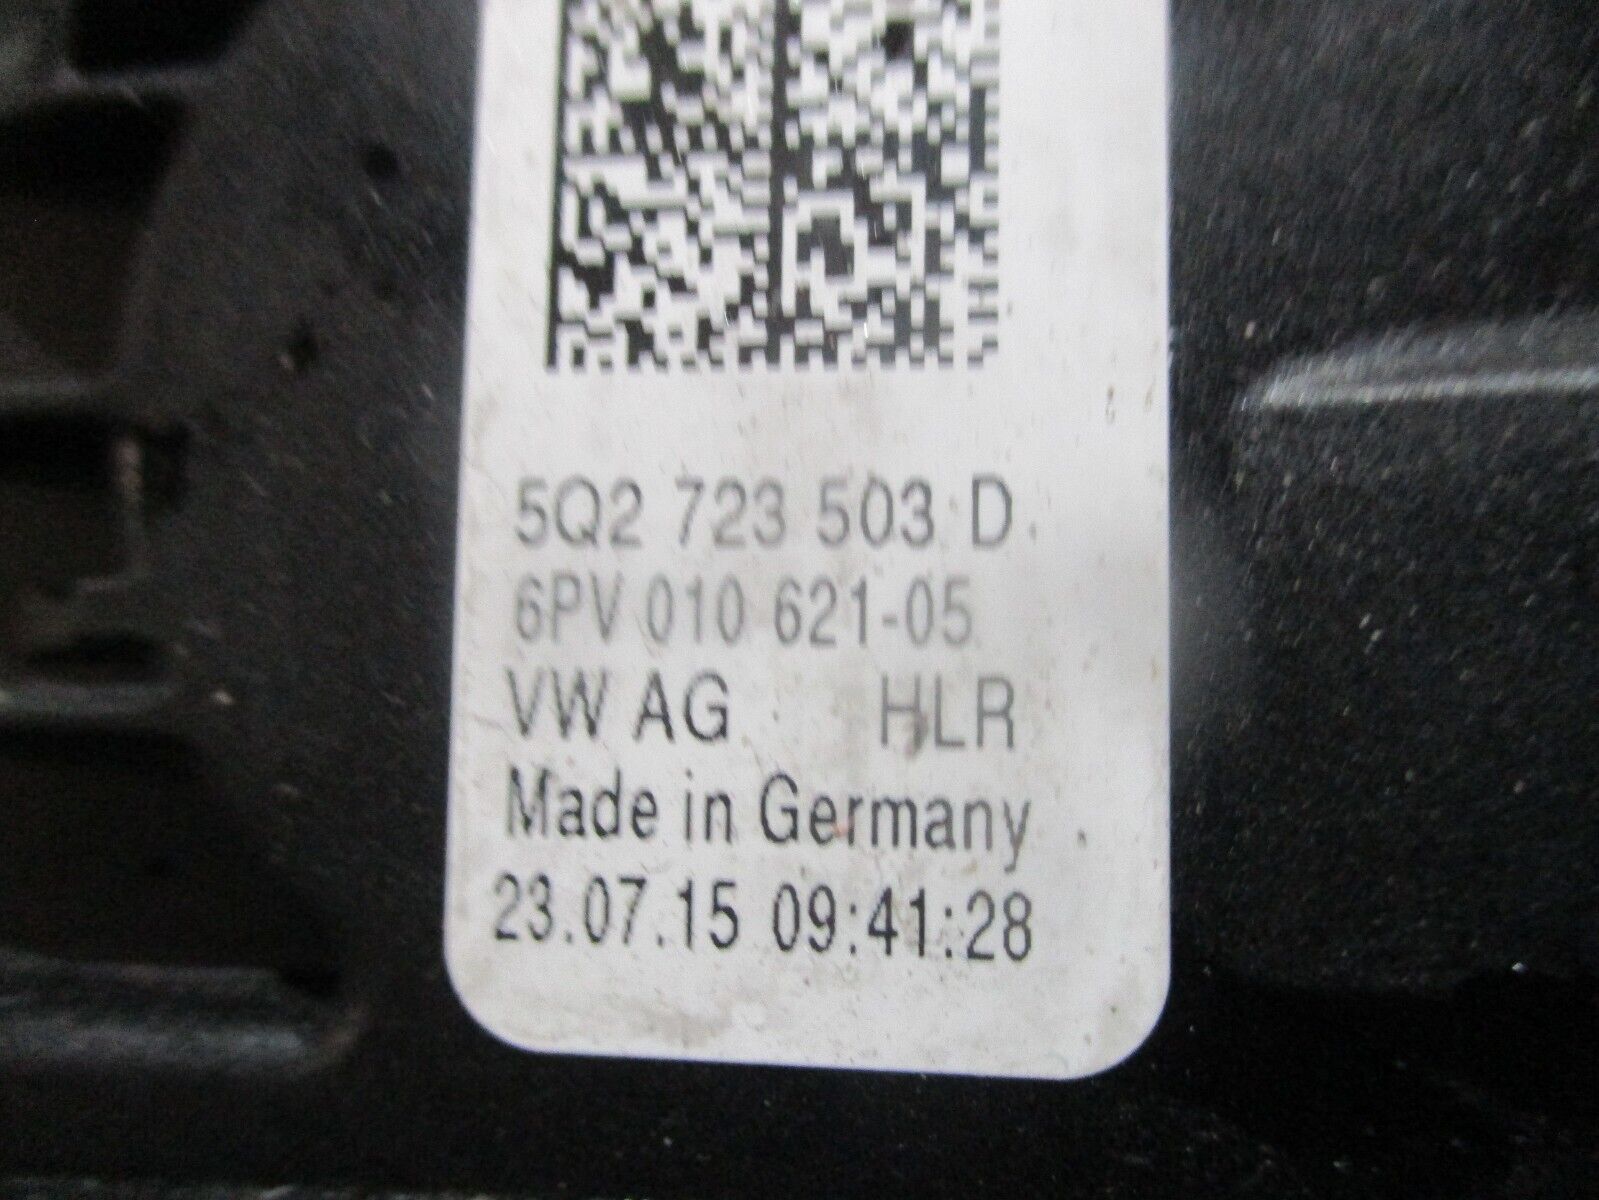 5Q2 723 503 D
6PV 010 621-05
VW AG HLR
Made in Germany
23.07.15 09:41:28